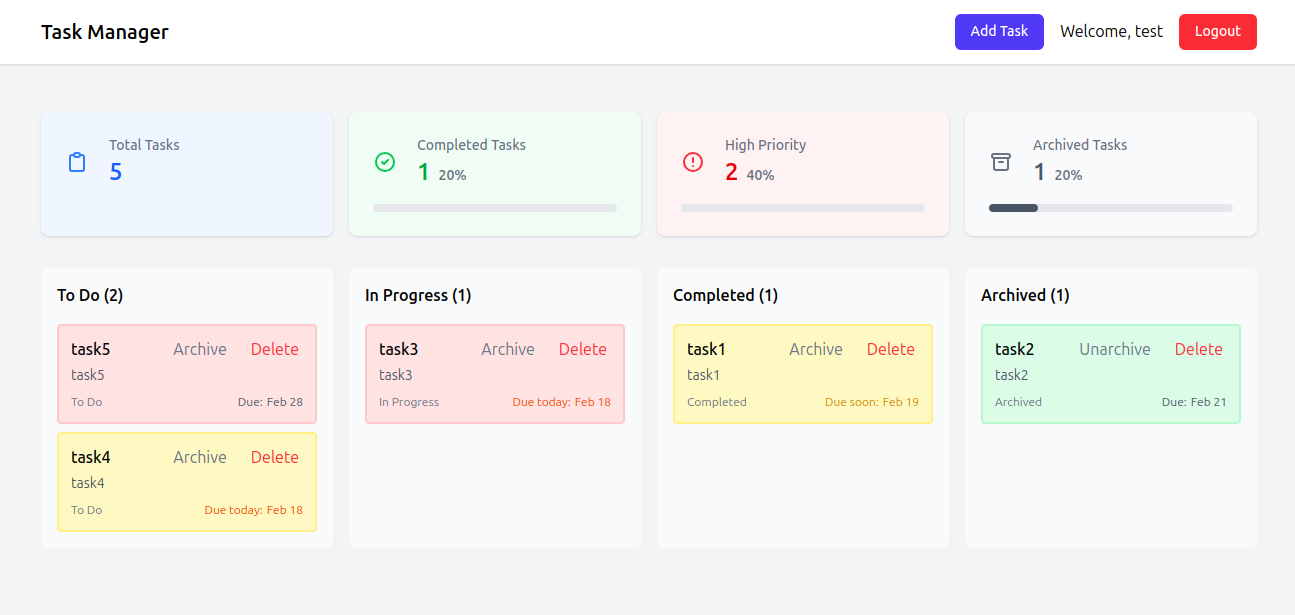 Task Manager
Add Task
Welcome, test
Logout
Total Tasks
5
Completed Tasks
1 20%
High Priority
2 40%
Archived Tasks
1 20%
To Do (2)
task5 Archive Delete
task5
To Do Due: Feb 28
task4 Archive Delete
task4
To Do Due today: Feb 18
In Progress (1)
task3 Archive Delete
task3
In Progress Due today: Feb 18
Completed (1)
task1 Archive Delete
task1
Completed Due soon: Feb 19
Archived (1)
task2 Unarchive Delete
task2
Archived Due: Feb 21